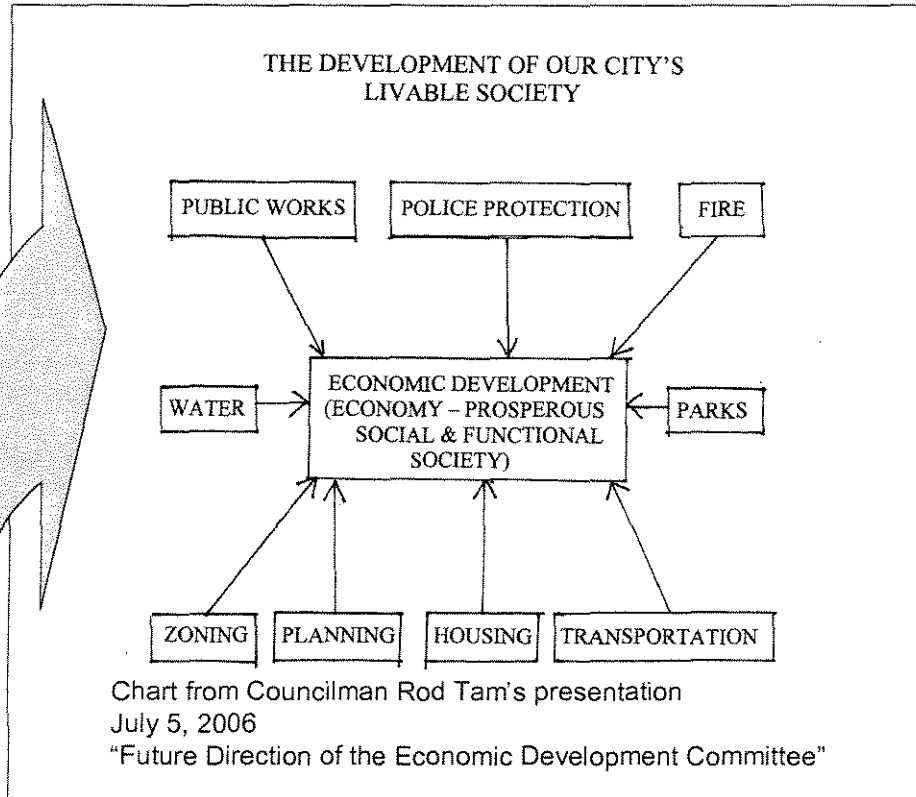 THE DEVELOPMENT OF OUR CITY'S
LIVABLE SOCIETY
PUBLIC WORKS
POLICE PROTECTION
FIRE
WATER
ECONOMIC DEVELOPMENT
(ECONOMY – PROSPEROUS
SOCIAL & FUNCTIONAL
SOCIETY)
PARKS
ZONING
PLANNING
HOUSING
TRANSPORTATION
Chart from Councilman Rod Tam's presentation
July 5, 2006
"Future Direction of the Economic Development Committee"